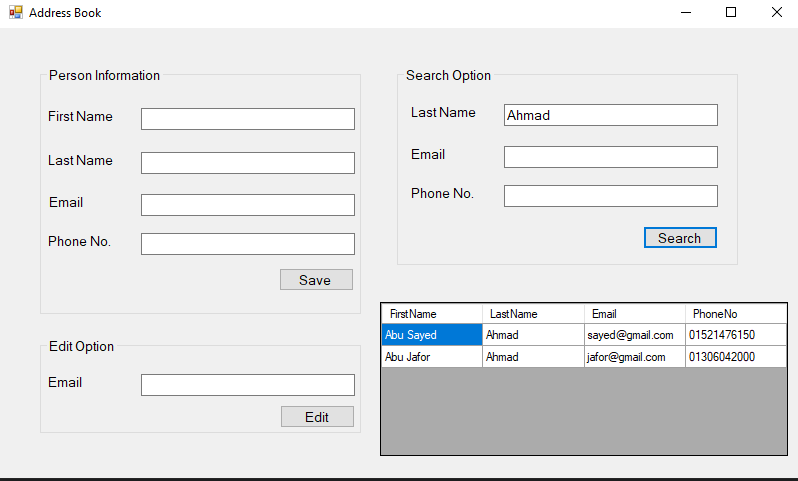 Address Book
Person Information
First Name
Last Name
Email
Phone No.
Save
Edit Option
Email
Edit
Search Option
Last Name Ahmad
Email
Phone No.
Search
FirstName LastName Email PhoneNo
Abu Sayed Ahmad sayed@gmail.com 01521476150
Abu Jafor Ahmad jafor@gmail.com 01306042000